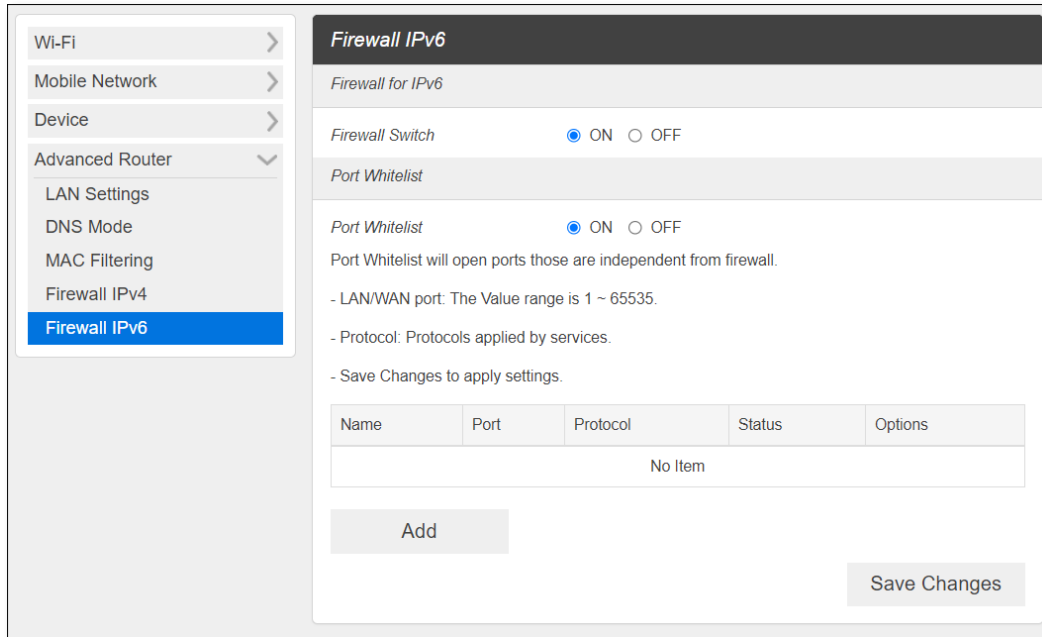 Wi-Fi
Mobile Network
Device
Advanced Router
LAN Settings
DNS Mode
MAC Filtering
Firewall IPv4
Firewall IPv6
Firewall IPv6
Firewall for IPv6
Firewall Switch ON OFF
Port Whitelist
Port Whitelist ON OFF
Port Whitelist will open ports those are independent from firewall.
- LAN/WAN port: The Value range is 1 ~ 65535.
- Protocol: Protocols applied by services.
- Save Changes to apply settings.
Name Port Protocol Status Options
No Item
Add
Save Changes